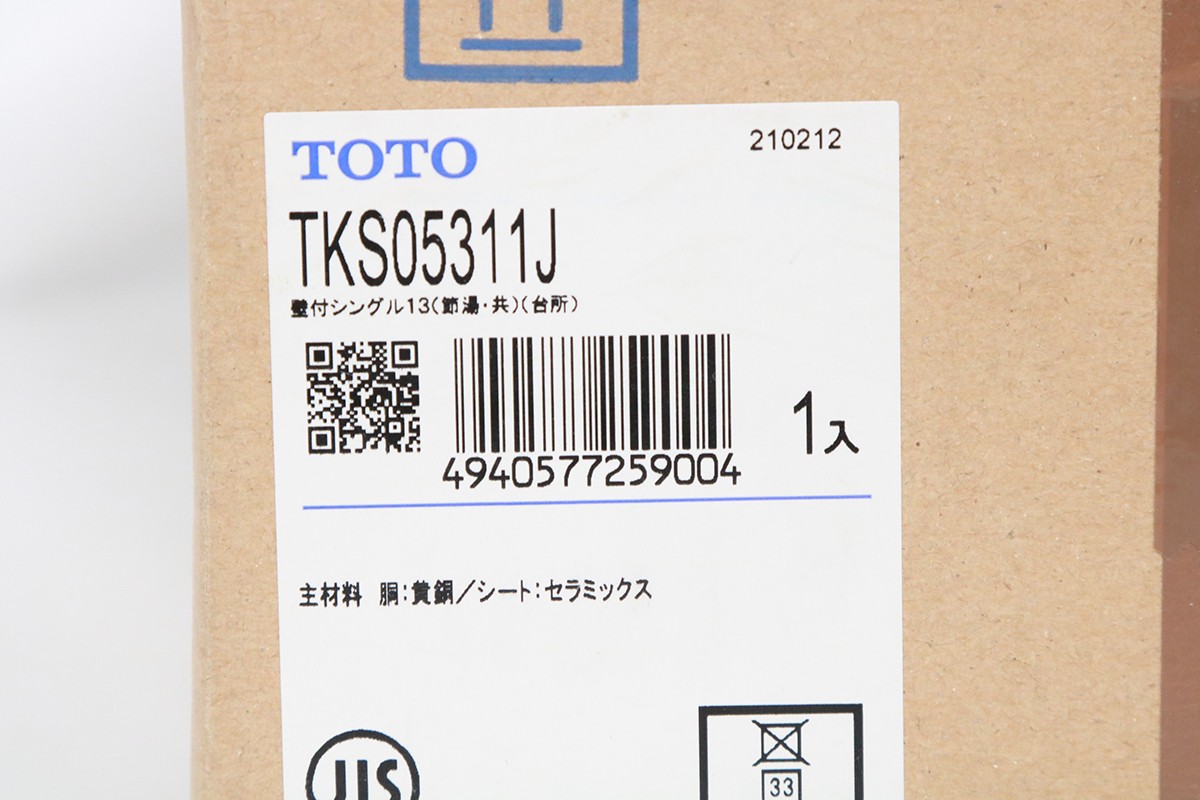 TOTO
210212
TKS05311J
壁付シングル13(節湯・共)(台所)
4940577259004
1入
主材料 胴:黄銅/シート:セラミックス
JIS
33